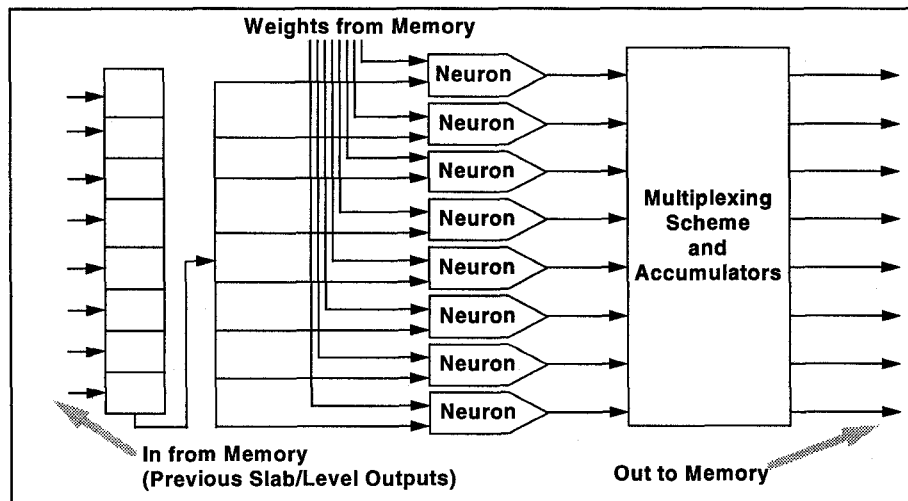 Weights from Memory
Neuron
Neuron
Neuron
Neuron
Neuron
Neuron
Neuron
Neuron
Multiplexing
Scheme
and
Accumulators
In from Memory
(Previous Slab/Level Outputs)
Out to Memory